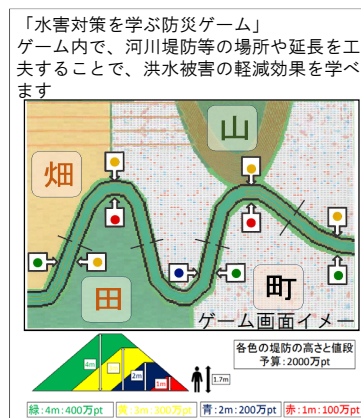 「水害対策を学ぶ防災ゲーム」
ゲーム内で、河川堤防等の場所や延長を工
夫することで、洪水被害の軽減効果を学べ
ます
山
畑
田
町
ゲーム画面イメー
各色の堤防の高さと値段
予算:2000万pt
4m
2m
1m
1.7m
緑:4m:400万pt
黄:3m:300万pt
青:2m:200万pt
赤:1m:100万pt